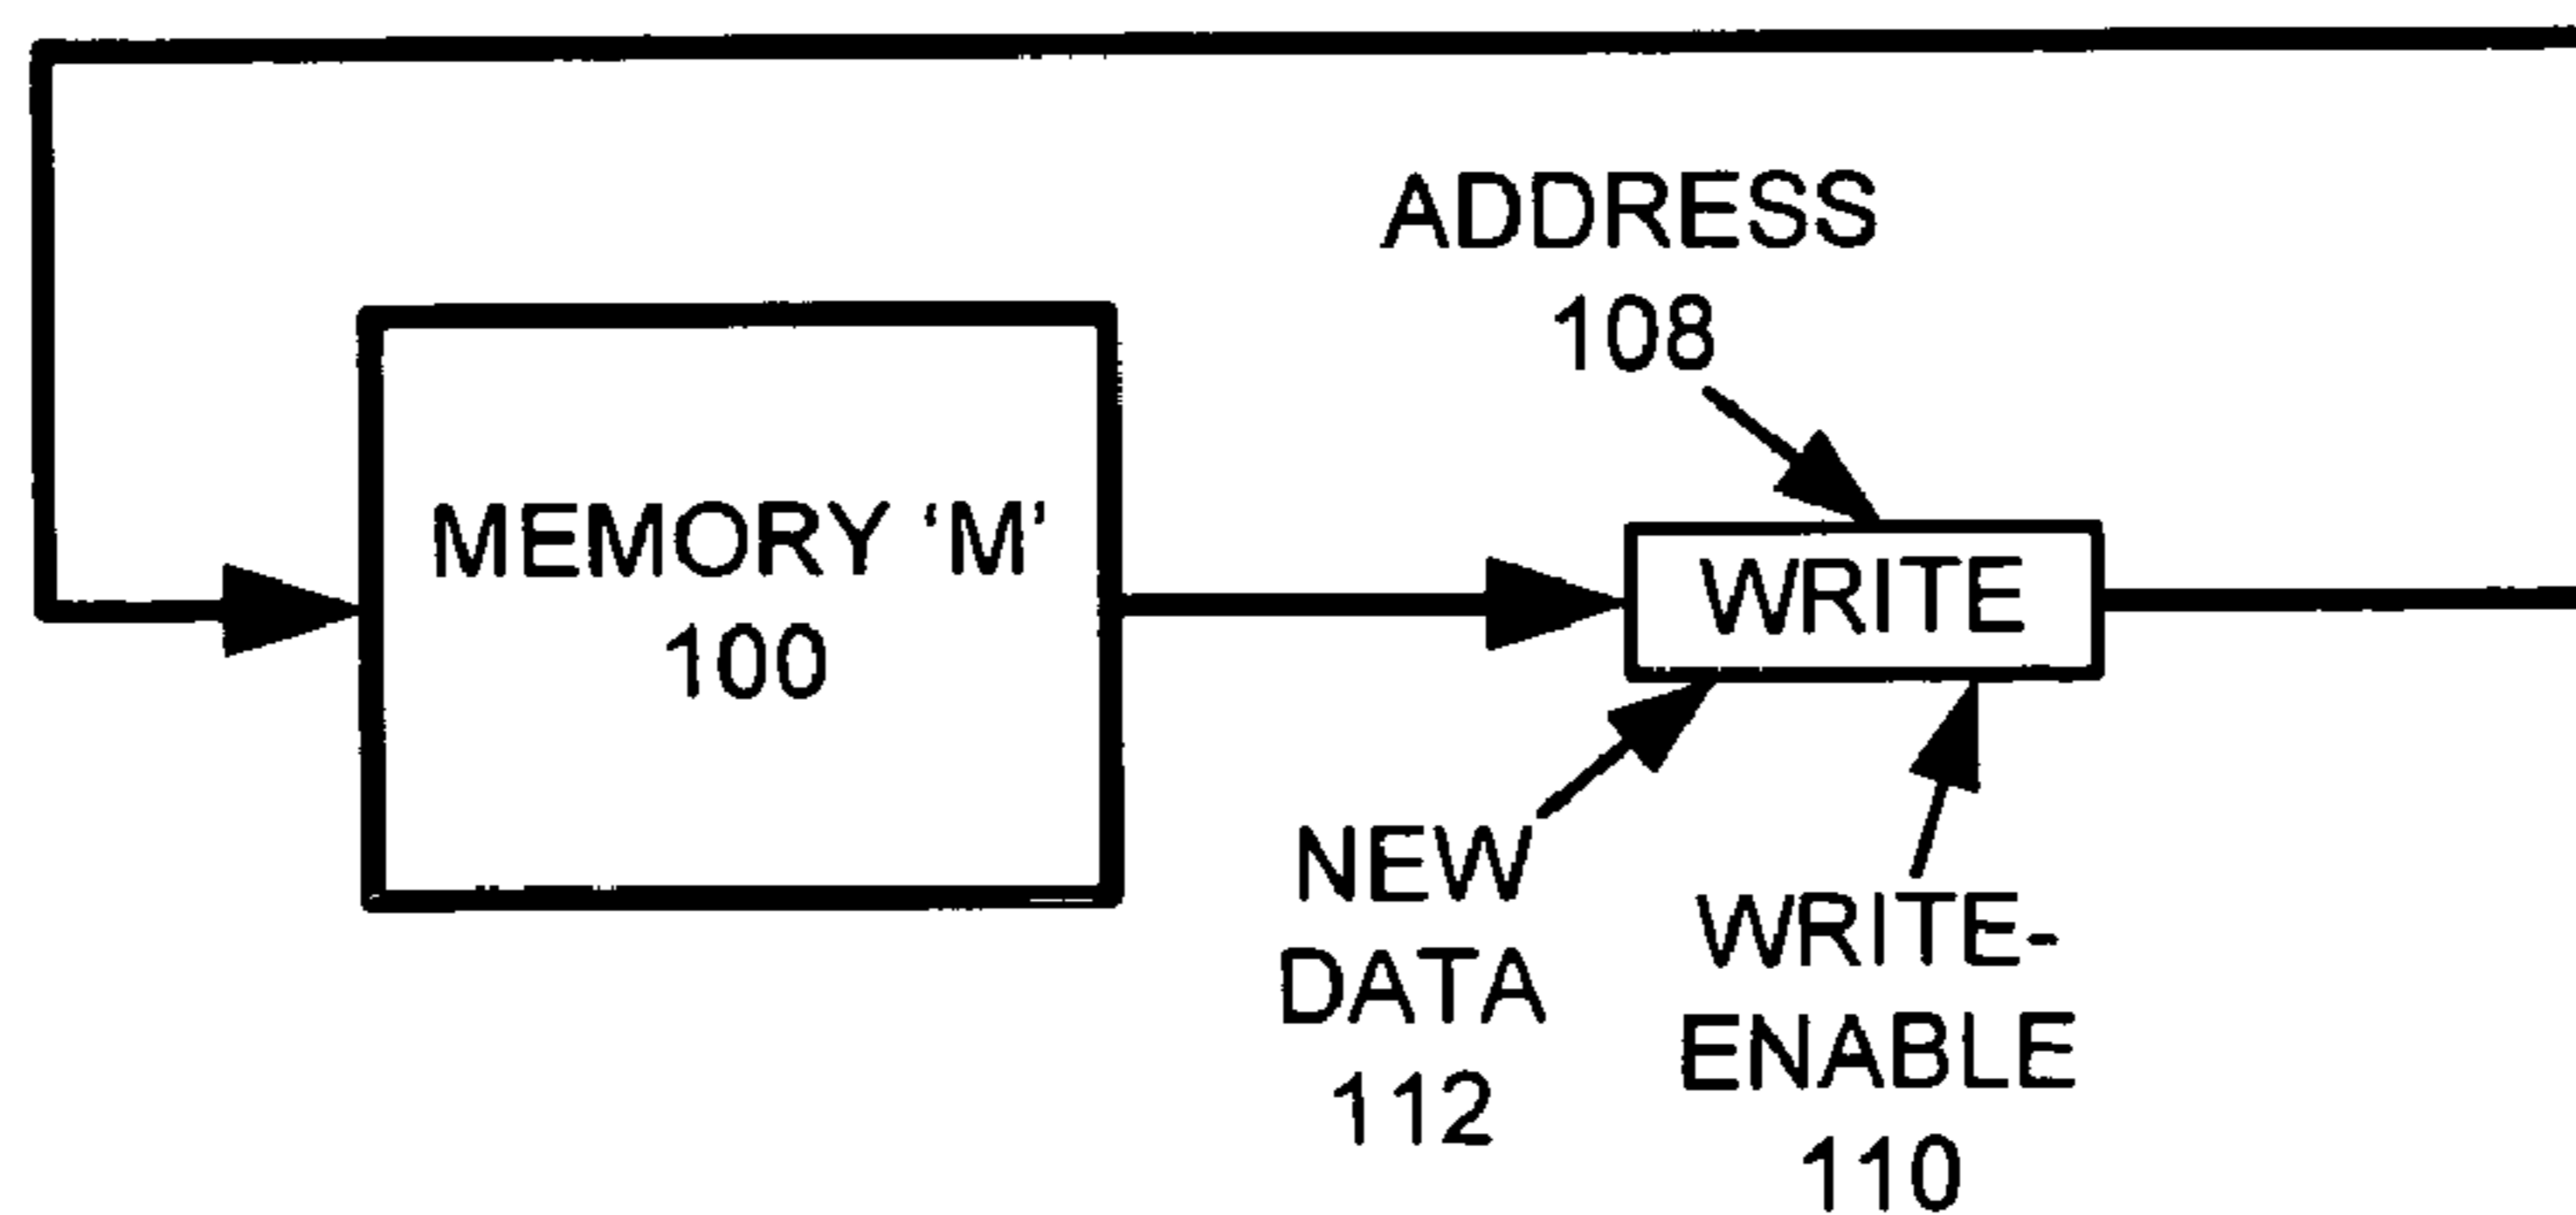 ADDRESS
108
MEMORY ‘M’
100
WRITE
NEW
DATA
112
WRITE-
ENABLE
110